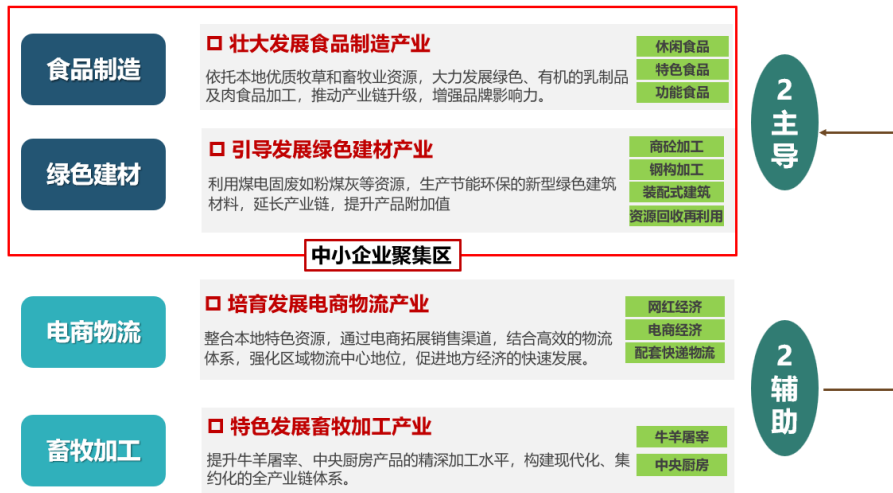 食品制造
壮大发展食品制造产业
依托本地优质牧草和畜牧业资源，大力发展绿色、有机的乳制品
及肉食品加工，推动产业链升级，增强品牌影响力。
休闲食品
特色食品
功能食品
绿色建材
引导发展绿色建材产业
利用煤电固废如粉煤灰等资源，生产节能环保的新型绿色建筑
材料，延长产业链，提升产品附加值
商砼加工
钢构加工
装配式建筑
资源回收再利用
2
主
导
中小企业聚集区
电商物流
培育发展电商物流产业
整合本地特色资源，通过电商拓展销售渠道，结合高效的物流
体系，强化区域物流中心地位，促进地方经济的快速发展。
网红经济
电商经济
配套快递物流
畜牧加工
特色发展畜牧加工产业
提升牛羊屠宰、中央厨房产品的精深加工水平，构建现代化、集
约化的全产业链体系。
牛羊屠宰
中央厨房
2
辅
助